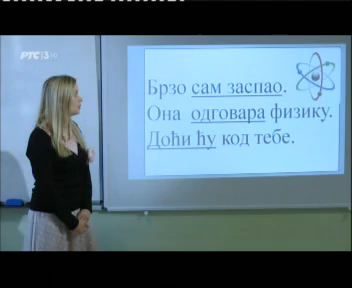 РТС 3
Брзо сам заспао.
Она одговара физику.
Доћи ћу код тебе.